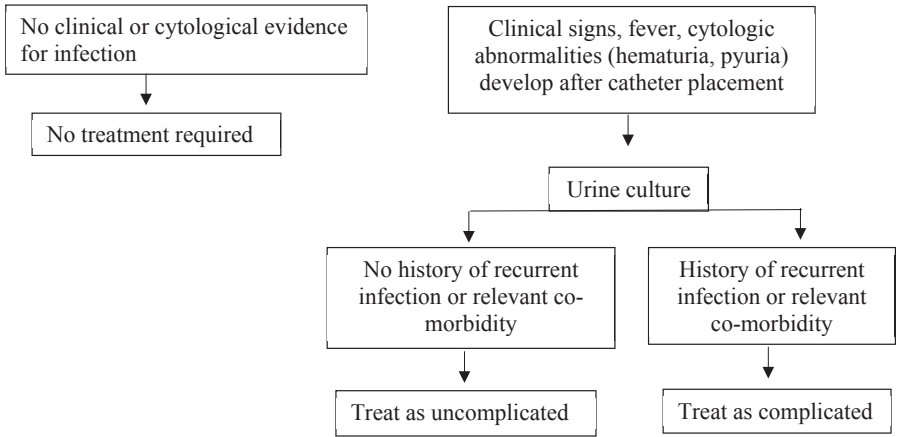 No clinical or cytological evidence
for infection
No treatment required
Clinical signs, fever, cytologic
abnormalities (hematuria, pyuria)
develop after catheter placement
Urine culture
No history of recurrent
infection or relevant co-
morbidity
Treat as uncomplicated
History of recurrent
infection or relevant
co-morbidity
Treat as complicated